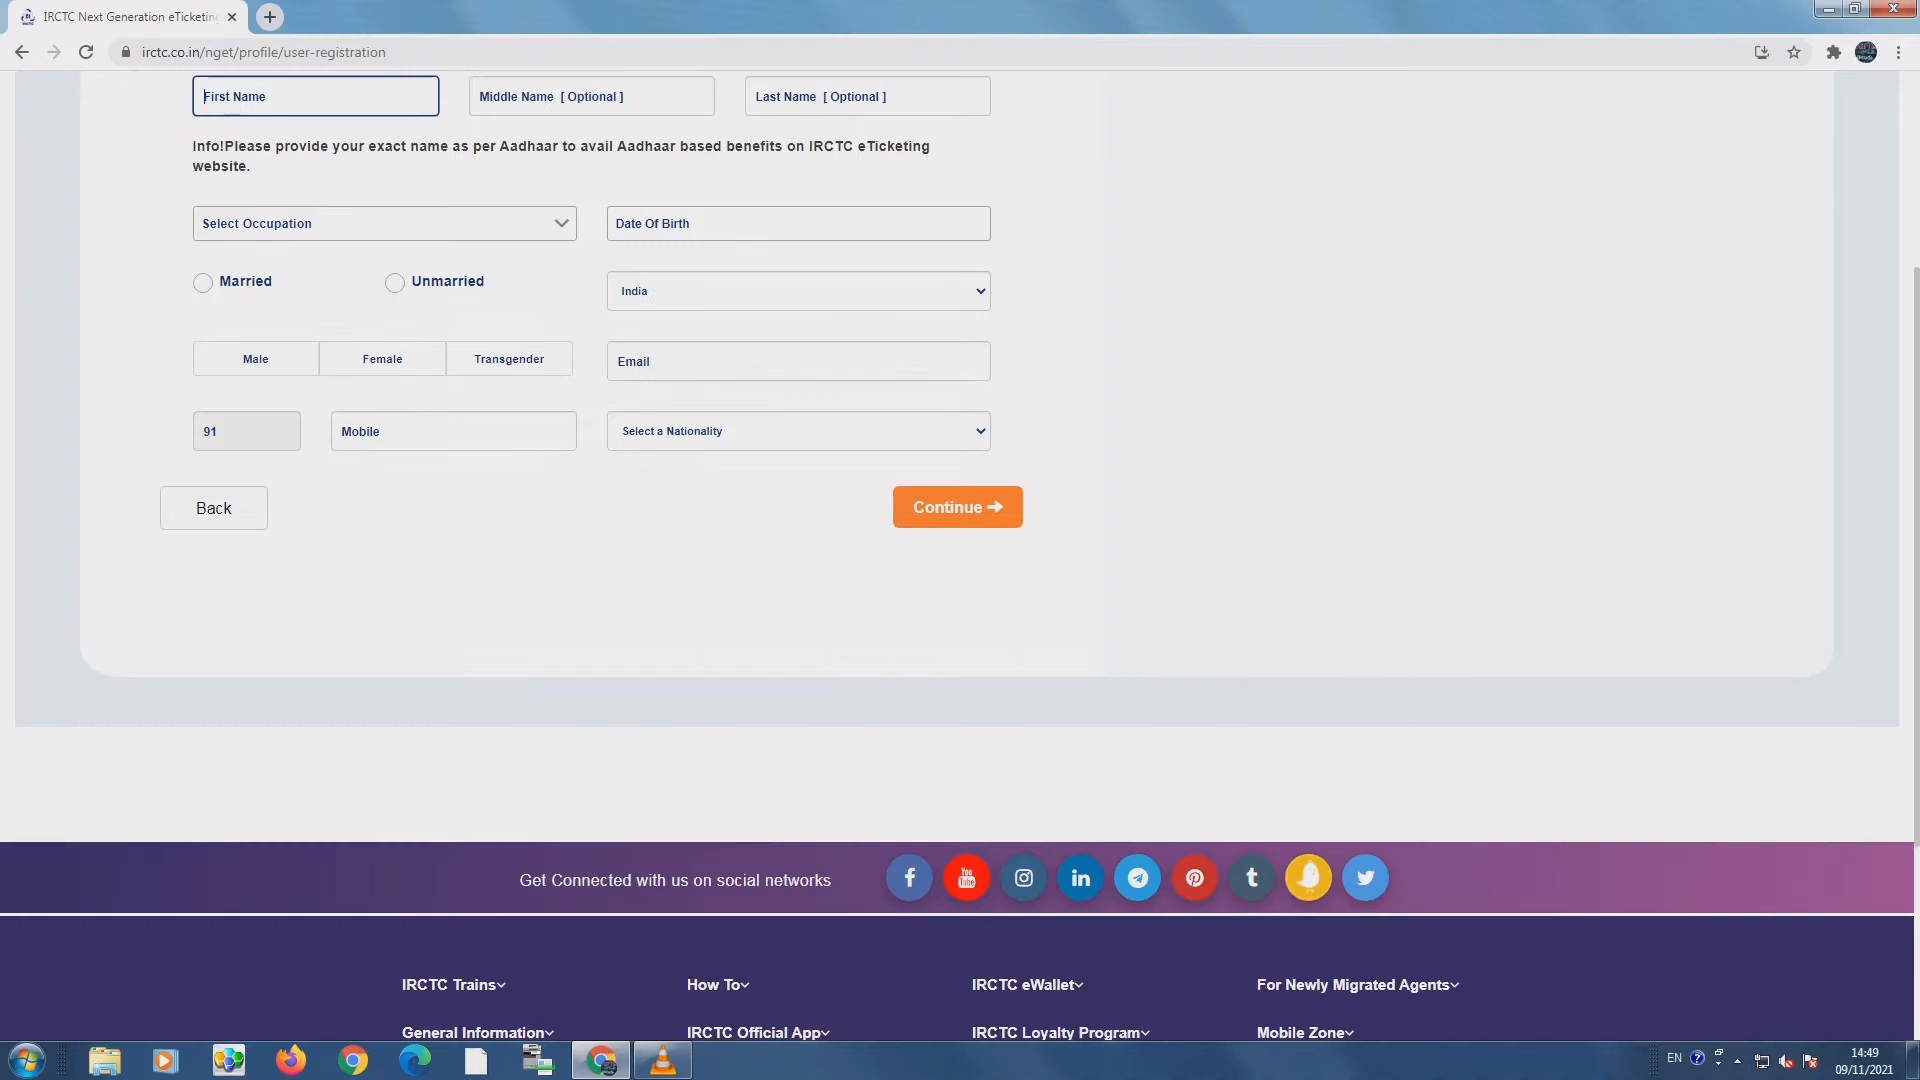 IRCTC Next Generation eTicketing
irctc.co.in/nget/profile/user-registration
First Name
Middle Name [ Optional ]
Last Name [ Optional ]
Info!Please provide your exact name as per Aadhaar to avail Aadhaar based benefits on IRCTC eTicketing
website.
Select Occupation
Date Of Birth
Married
Unmarried
India
Male
Female
Transgender
Email
91
Mobile
Select a Nationality
Back
Continue
Get Connected with us on social networks
You
Tube
IRCTC Trains
How To
IRCTC eWallet
For Newly Migrated Agents
General Information
IRCTC Official App
IRCTC Loyalty Program
Mobile Zone
EN
14:49
09/11/2021